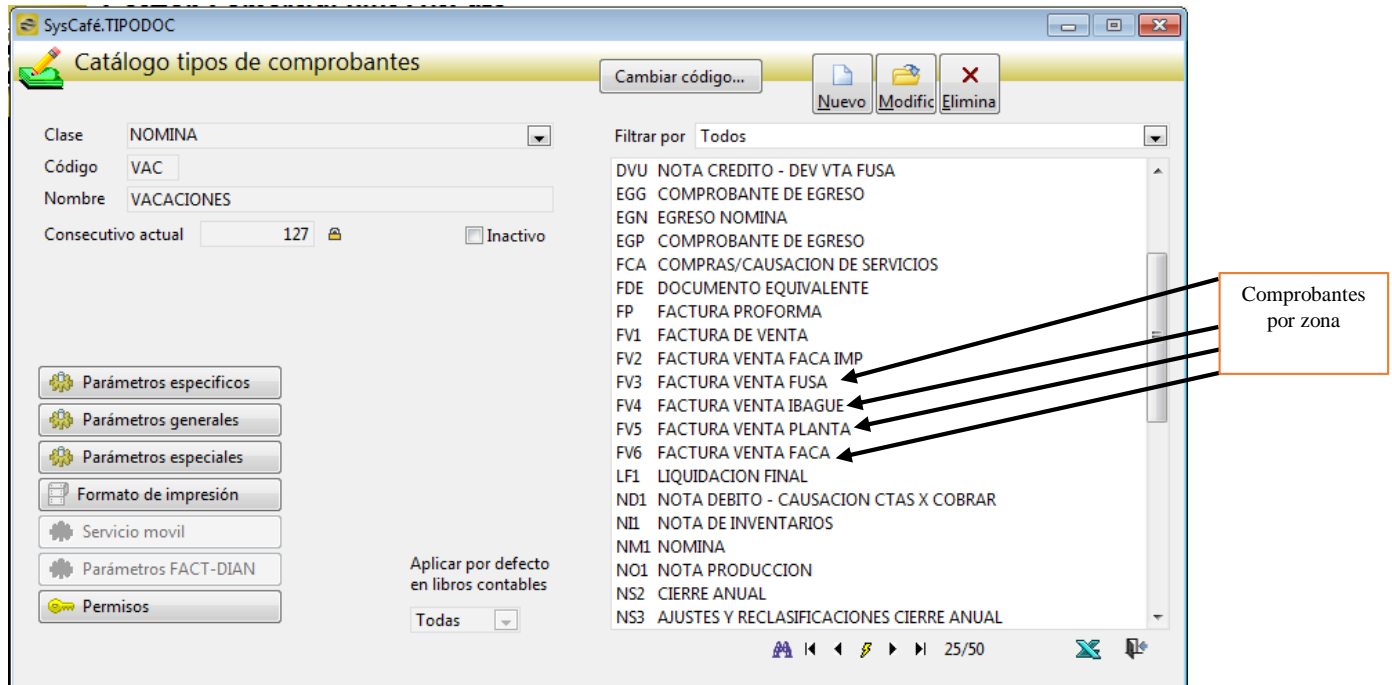 SysCafé.TIPODOC
Catálogo tipos de comprobantes
Cambiar código...
Nuevo
Modific
Elimina
Clase NOMINA
Código VAC
Nombre VACACIONES
Consecutivo actual 127
Inactivo
Filtrar por Todos
DVU NOTA CREDITO - DEV VTA FUSA
EGG COMPROBANTE DE EGRESO
EGN EGRESO NOMINA
EGP COMPROBANTE DE EGRESO
FCA COMPRAS/CAUSACION DE SERVICIOS
FDE DOCUMENTO EQUIVALENTE
FP FACTURA PROFORMA
FV1 FACTURA DE VENTA
FV2 FACTURA VENTA FACA IMP
FV3 FACTURA VENTA FUSA
FV4 FACTURA VENTA IBAGUE
FV5 FACTURA VENTA PLANTA
FV6 FACTURA VENTA FACA
LF1 LIQUIDACION FINAL
ND1 NOTA DEBITO - CAUSACION CTAS X COBRAR
NI1 NOTA DE INVENTARIOS
NM1 NOMINA
NO1 NOTA PRODUCCION
NS2 CIERRE ANUAL
NS3 AJUSTES Y RECLASIFICACIONES CIERRE ANUAL
Comprobantes
por zona
Parámetros especificos
Parámetros generales
Parámetros especiales
Formato de impresión
Servicio movil
Parámetros FACT-DIAN
Permisos
Aplicar por defecto
en libros contables
Todas
25/50